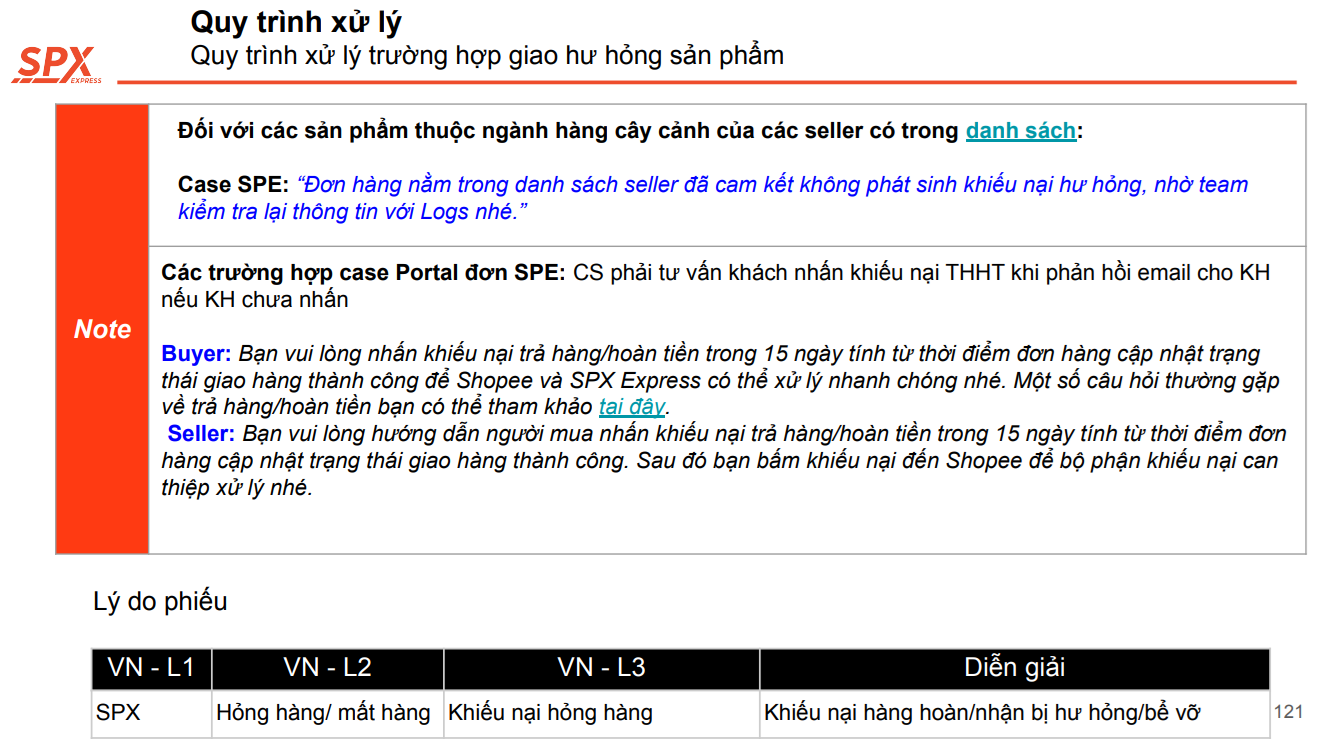 Quy trình xử lý
Quy trình xử lý trường hợp giao hư hỏng sản phẩm
SPX
EXPRESS
Note
Đối với các sản phẩm thuộc ngành hàng cây cảnh của các seller có trong danh sách:
Case SPE: “Đơn hàng nằm trong danh sách seller đã cam kết không phát sinh khiếu nại hư hỏng, nhờ team
kiểm tra lại thông tin với Logs nhé.”
Các trường hợp case Portal đơn SPE: CS phải tư vấn khách nhấn khiếu nại THHT khi phản hồi email cho KH
nếu KH chưa nhấn
Buyer: Bạn vui lòng nhấn khiếu nại trả hàng/hoàn tiền trong 15 ngày tính từ thời điểm đơn hàng cập nhật trạng
thái giao hàng thành công để Shopee và SPX Express có thể xử lý nhanh chóng nhé. Một số câu hỏi thường gặp
về trả hàng/hoàn tiền bạn có thể tham khảo tại đây.
Seller: Bạn vui lòng hướng dẫn người mua nhấn khiếu nại trả hàng/hoàn tiền trong 15 ngày tính từ thời điểm đơn
hàng cập nhật trạng thái giao hàng thành công. Sau đó bạn bấm khiếu nại đến Shopee để bộ phận khiếu nại can
thiệp xử lý nhé.
Lý do phiếu
VN - L1 VN - L2 VN - L3 Diễn giải
SPX Hỏng hàng/ mất hàng Khiếu nại hỏng hàng Khiếu nại hàng hoàn/nhận bị hư hỏng/bể vỡ
121